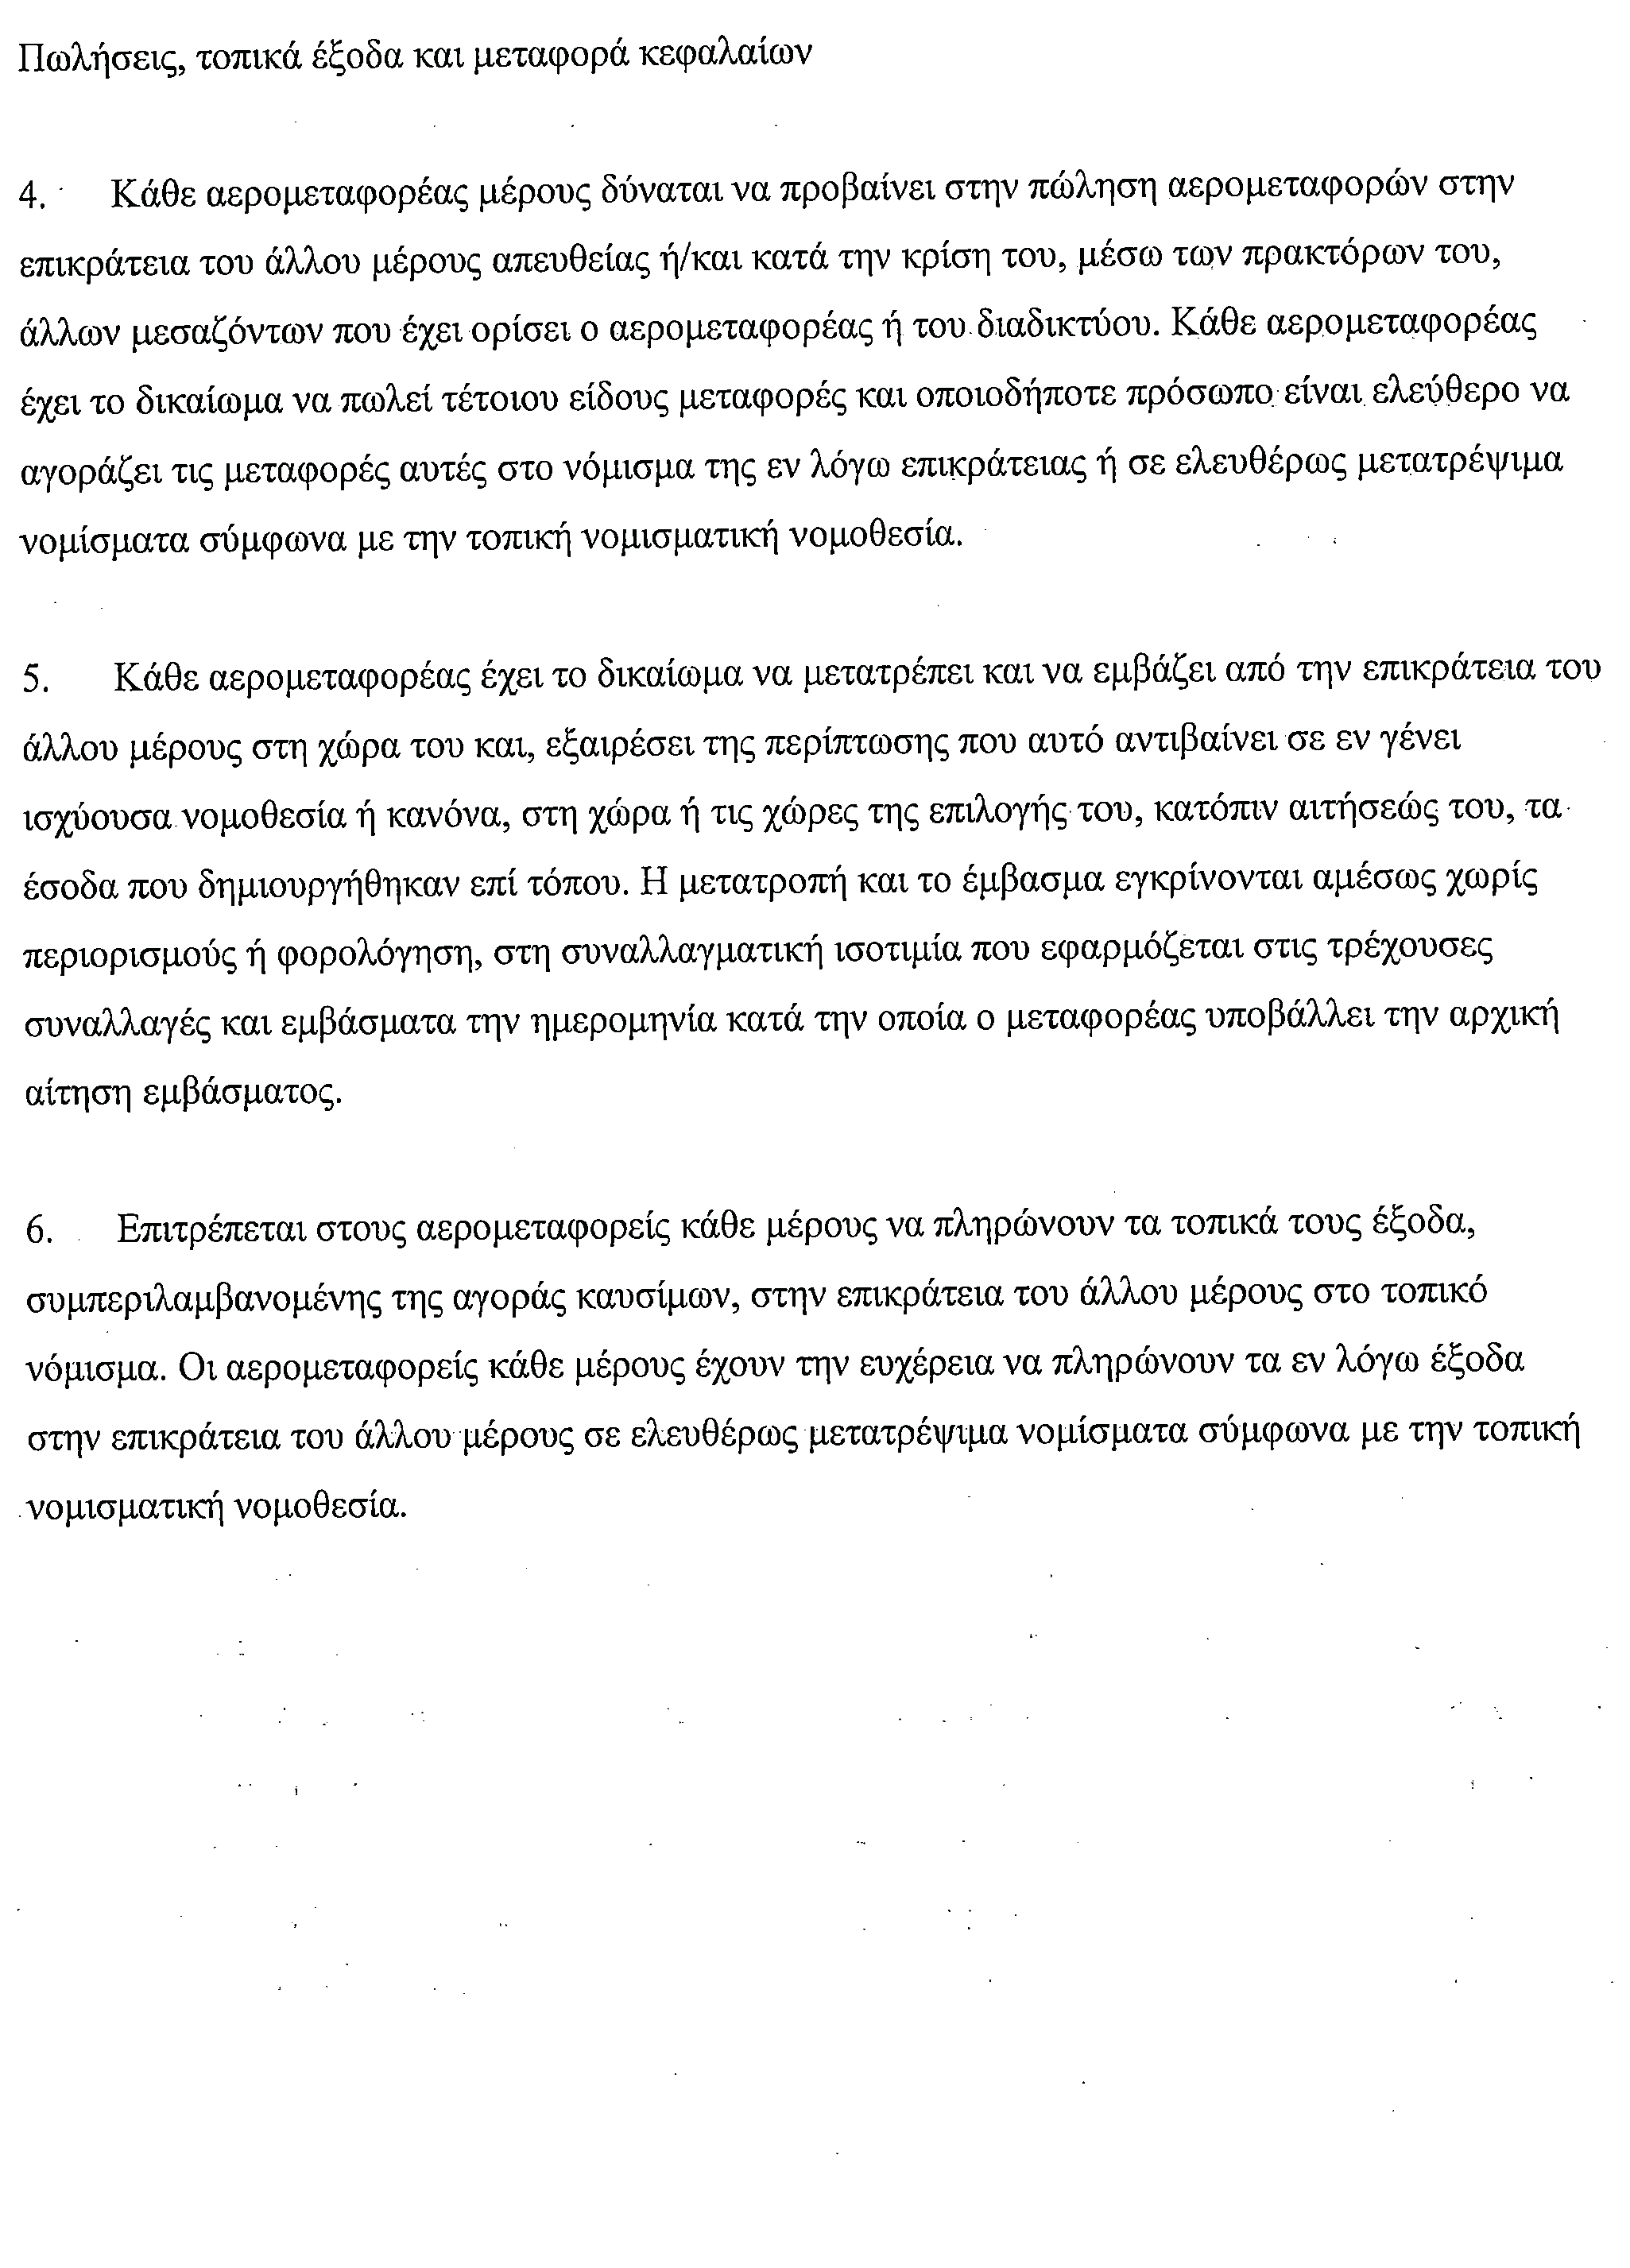 Πωλήσεις, τοπικά έξοδα και μεταφορά κεφαλαίων
4. Κάθε αερομεταφορέας μέρους δύναται να προβαίνει στην πώληση αερομεταφορών στην
επικράτεια του άλλου μέρους απευθείας ή/και κατά την κρίση του, μέσω των πρακτόρων του,
άλλων μεσαζόντων που έχει ορίσει ο αερομεταφορέας ή του διαδικτύου. Κάθε αερομεταφορέας
έχει το δικαίωμα να πωλεί τέτοιου είδους μεταφορές και οποιοδήποτε πρόσωπο είναι ελεύθερο να
αγοράζει τις μεταφορές αυτές στο νόμισμα της εν λόγω επικράτειας ή σε ελευθέρως μετατρέψιμα
νομίσματα σύμφωνα με την τοπική νομισματική νομοθεσία.
5. Κάθε αερομεταφορέας έχει το δικαίωμα να μετατρέπει και να εμβάζει από την επικράτεια του
άλλου μέρους στη χώρα του και, εξαιρέσει της περίπτωσης που αυτό αντιβαίνει σε εν γένει
ισχύουσα νομοθεσία ή κανόνα, στη χώρα ή τις χώρες της επιλογής του, κατόπιν αιτήσεώς του, τα
έσοδα που δημιουργήθηκαν επί τόπου. Η μετατροπή και το έμβασμα εγκρίνονται αμέσως χωρίς
περιορισμούς ή φορολόγηση, στη συναλλαγματική ισοτιμία που εφαρμόζεται στις τρέχουσες
συναλλαγές και εμβάσματα την ημερομηνία κατά την οποία ο μεταφορέας υποβάλλει την αρχική
αίτηση εμβάσματος.
6. Επιτρέπεται στους αερομεταφορείς κάθε μέρους να πληρώνουν τα τοπικά τους έξοδα,
συμπεριλαμβανομένης της αγοράς καυσίμων, στην επικράτεια του άλλου μέρους στο τοπικό
νόμισμα. Οι αερομεταφορείς κάθε μέρους έχουν την ευχέρεια να πληρώνουν τα εν λόγω έξοδα
στην επικράτεια του άλλου μέρους σε ελευθέρως μετατρέψιμα νομίσματα σύμφωνα με την τοπική
νομισματική νομοθεσία.